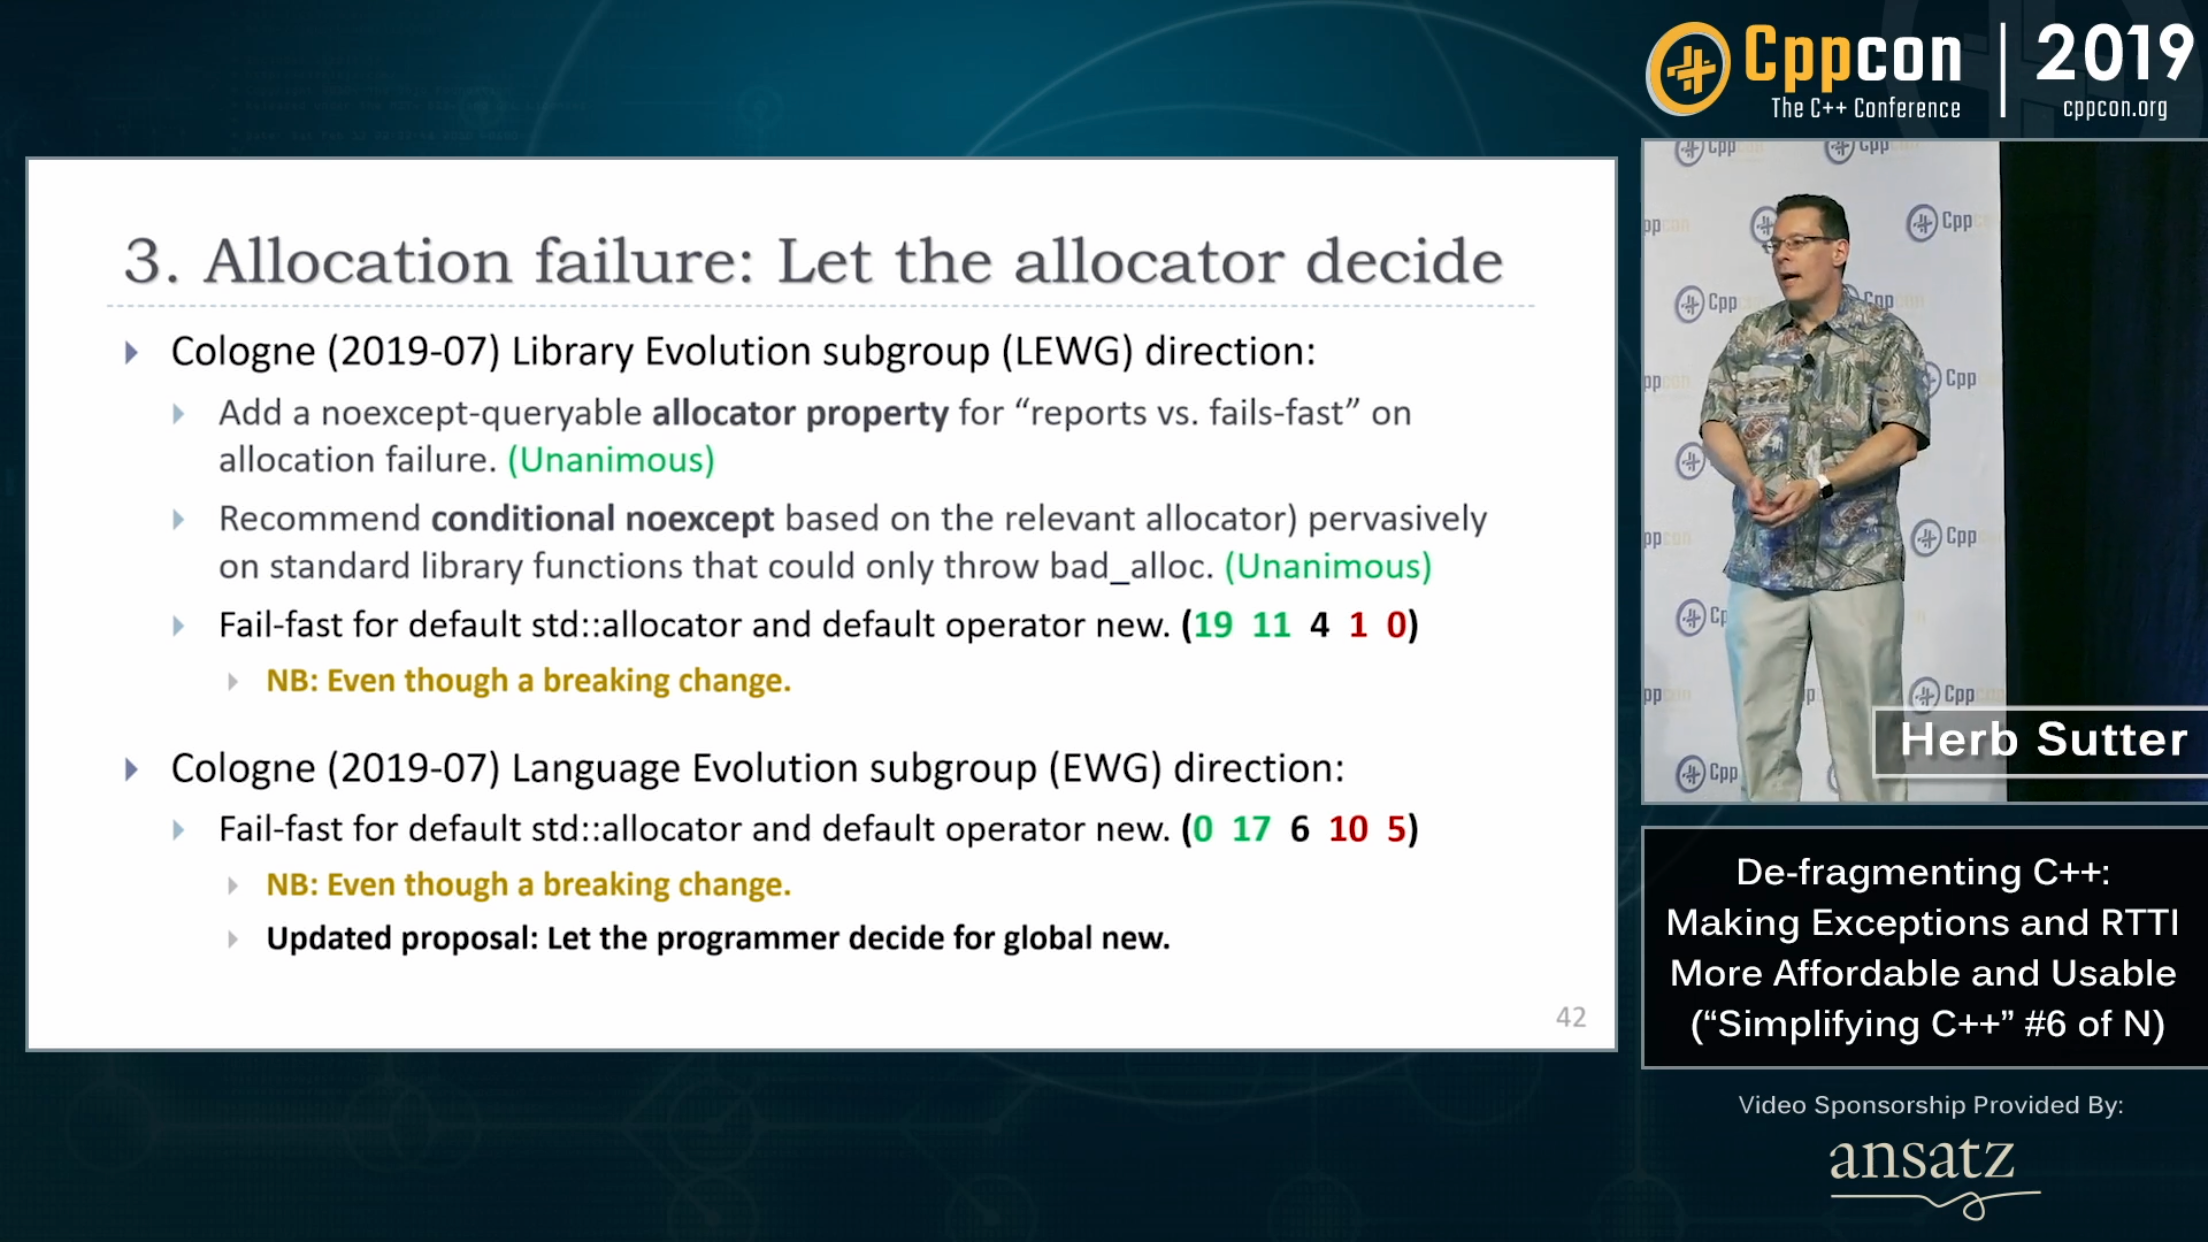 Cppcon
The C++ Conference
2019
cppcon.org
3. Allocation failure: Let the allocator decide
Cologne (2019-07) Library Evolution subgroup (LEWG) direction:
Add a noexcept-queryable allocator property for “reports vs. fails-fast” on
allocation failure. (Unanimous)
Recommend conditional noexcept based on the relevant allocator) pervasively
on standard library functions that could only throw bad_alloc. (Unanimous)
Fail-fast for default std::allocator and default operator new. (19 11 4 1 0)
NB: Even though a breaking change.
Cologne (2019-07) Language Evolution subgroup (EWG) direction:
Fail-fast for default std::allocator and default operator new. (0 17 6 10 5)
NB: Even though a breaking change.
Updated proposal: Let the programmer decide for global new.
42
Herb Sutter
De-fragmenting C++:
Making Exceptions and RTTI
More Affordable and Usable
(“Simplifying C++” #6 of N)
Video Sponsorship Provided By:
ansatz